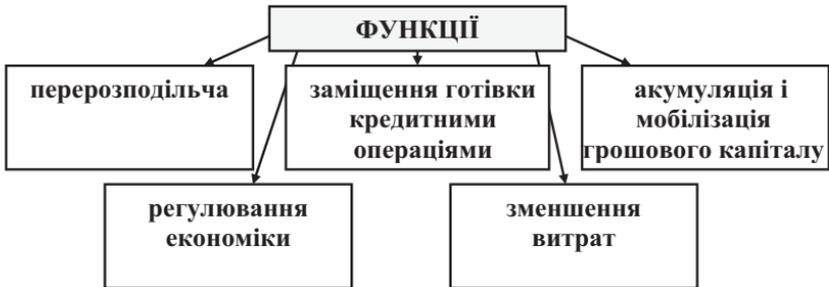 ФУНКЦІЇ
перерозподільча
заміщення готівки
кредитними
операціями
акумуляція і
мобілізація
грошового капіталу
регулювання
економіки
зменшення
витрат